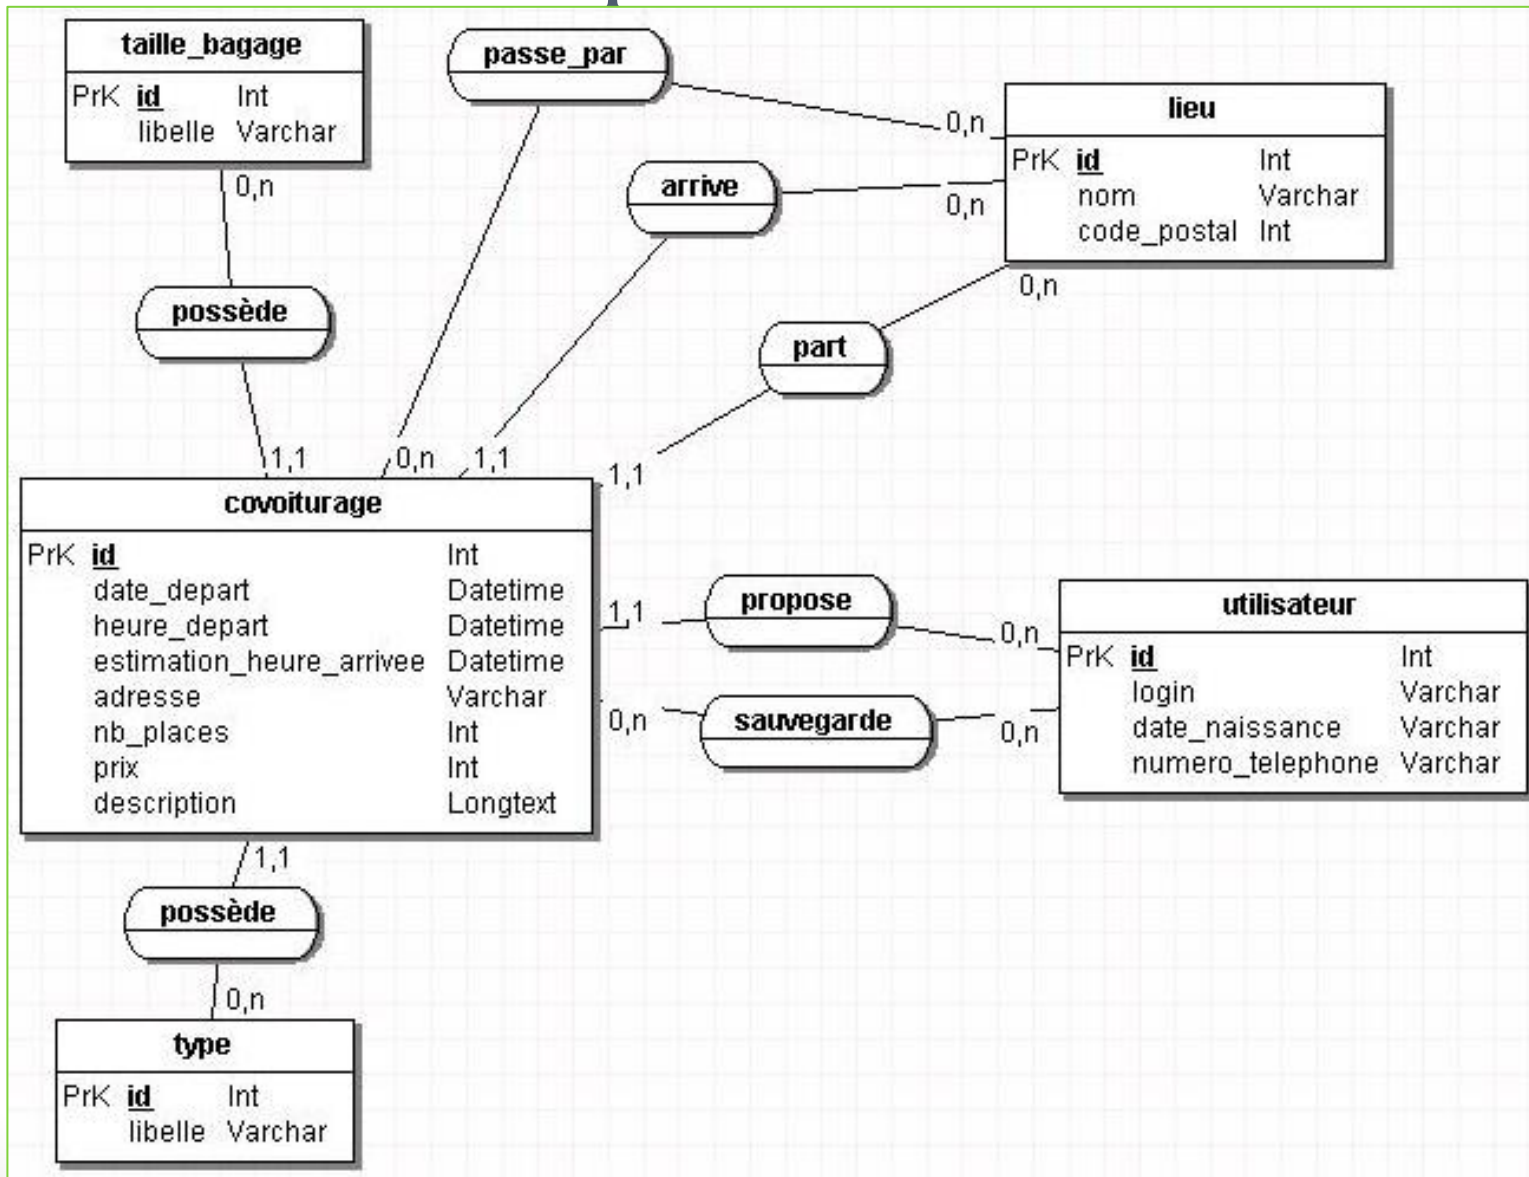 taille_bagage
PrK id Int
libelle Varchar
0,n
possède
1,1
passe_par
0,n
0,n
arrive
0,n
1,1
part
0,n
1,1
lieu
PrK id Int
nom Varchar
code_postal Int
covoiturage
PrK id Int
date_depart Datetime
heure_depart Datetime
estimation_heure_arrivee Datetime
adresse Varchar
nb_places Int
prix Int
description Longtext
1,1
propose
0,n
0,n
sauvegarde
0,n
utilisateur
PrK id Int
login Varchar
date_naissance Varchar
numero_telephone Varchar
1,1
possède
0,n
type
PrK id Int
libelle Varchar